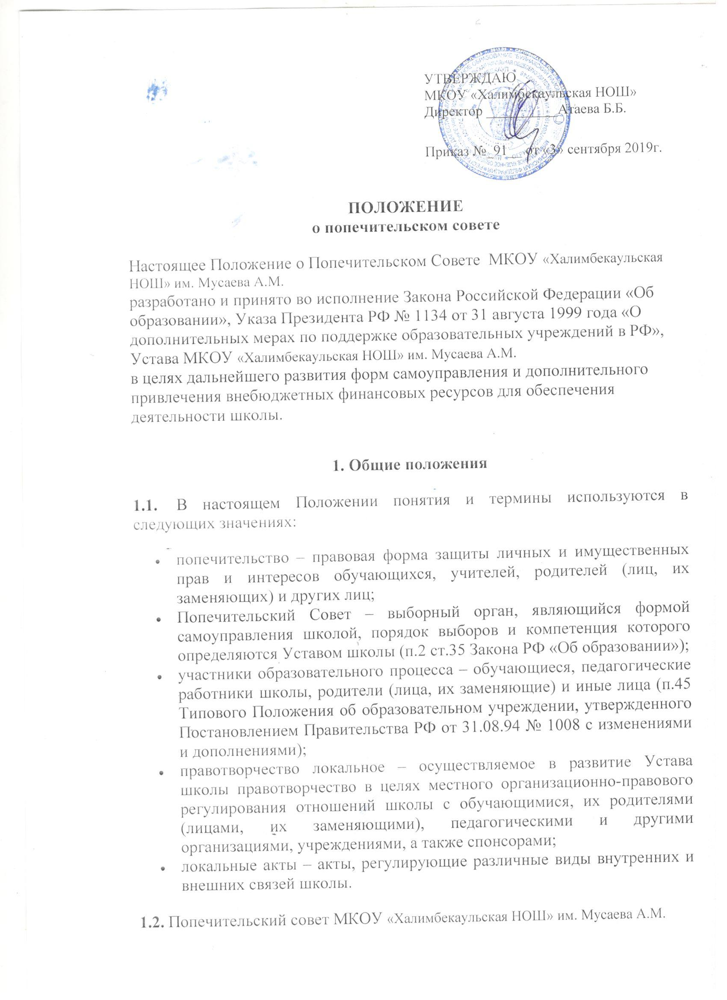 УТВЕРЖДАЮ
МКОУ «Халимбекаульская НОШ»
Директор ___________Атаева Б.Б.
Приказ №_91__ от «3» сентября 2019г.
ПОЛОЖЕНИЕ
о попечительском совете
Настоящее Положение о Попечительском Совете МКОУ «Халимбекаульская
НОШ» им. Мусаева А.М.
разработано и принято во исполнение Закона Российской Федерации «Об
образовании», Указа Президента РФ № 1134 от 31 августа 1999 года «О
дополнительных мерах по поддержке образовательных учреждений в РФ»,
Устава МКОУ «Халимбекаульская НОШ» им. Мусаева А.М.
в целях дальнейшего развития форм самоуправления и дополнительного
привлечения внебюджетных финансовых ресурсов для обеспечения
деятельности школы.
1. Общие положения
1.1. В настоящем Положении понятия и термины используются в
следующих значениях:
• попечительство – правовая форма защиты личных и имущественных
прав и интересов обучающихся, учителей, родителей (лиц, их
заменяющих) и других лиц;
• Попечительский Совет – выборный орган, являющийся формой
самоуправления школой, порядок выборов и компетенция которого
определяются Уставом школы (п.2 ст.35 Закона РФ «Об образовании»);
• участники образовательного процесса – обучающиеся, педагогические
работники школы, родители (лица, их заменяющие) и иные лица (п.45
Типового Положения об образовательном учреждении, утвержденного
Постановлением Правительства РФ от 31.08.94 № 1008 с изменениями
и дополнениями);
• правотворчество локальное – осуществляемое в развитие Устава
школы правотворчество в целях местного организационно-правового
регулирования отношений школы с обучающимися, их родителями
(лицами, их заменяющими), педагогическими и другими
организациями, учреждениями, а также спонсорами;
• локальные акты – акты, регулирующие различные виды внутренних и
внешних связей школы.
1.2. Попечительский совет МКОУ «Халимбекаульская НОШ» им. Мусаева А.М.